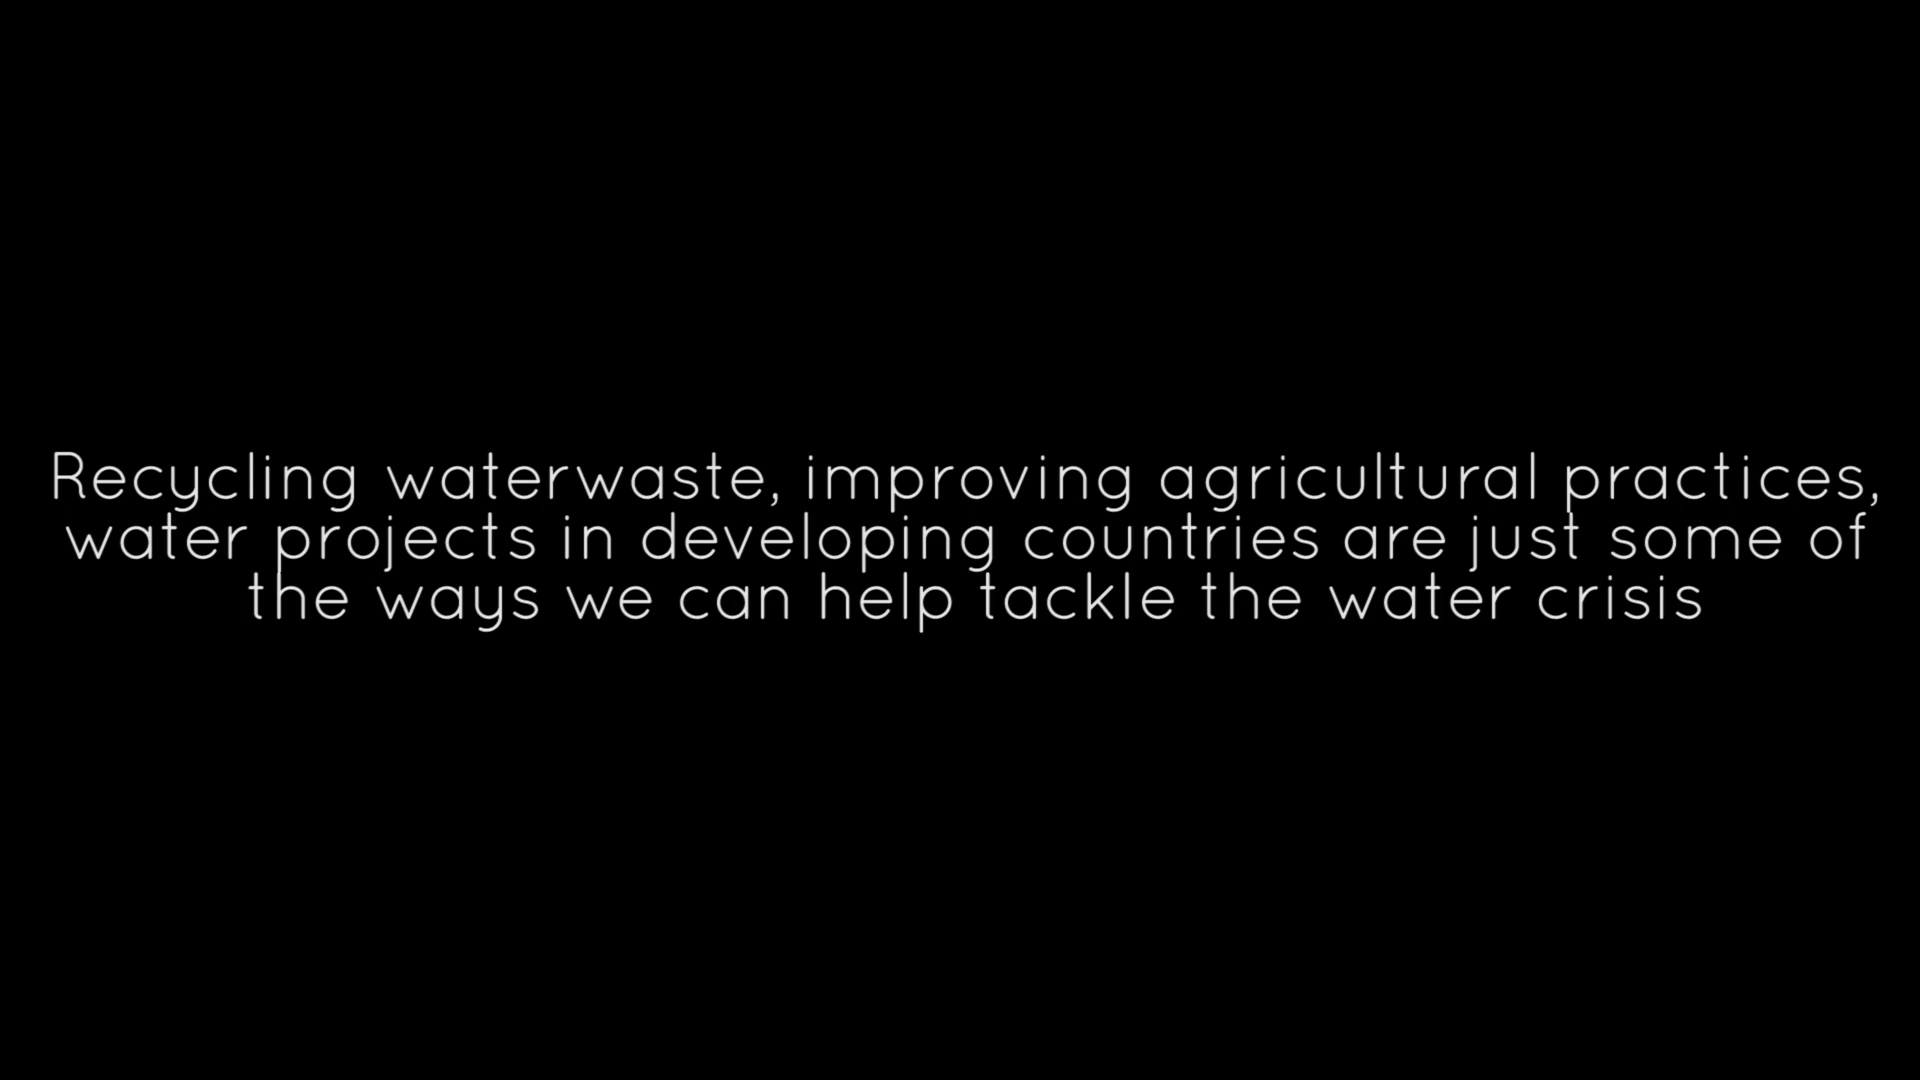 Recycling waterwaste, improving agricultural practices,
water projects in developing countries are just some of
the ways we can help tackle the water crisis